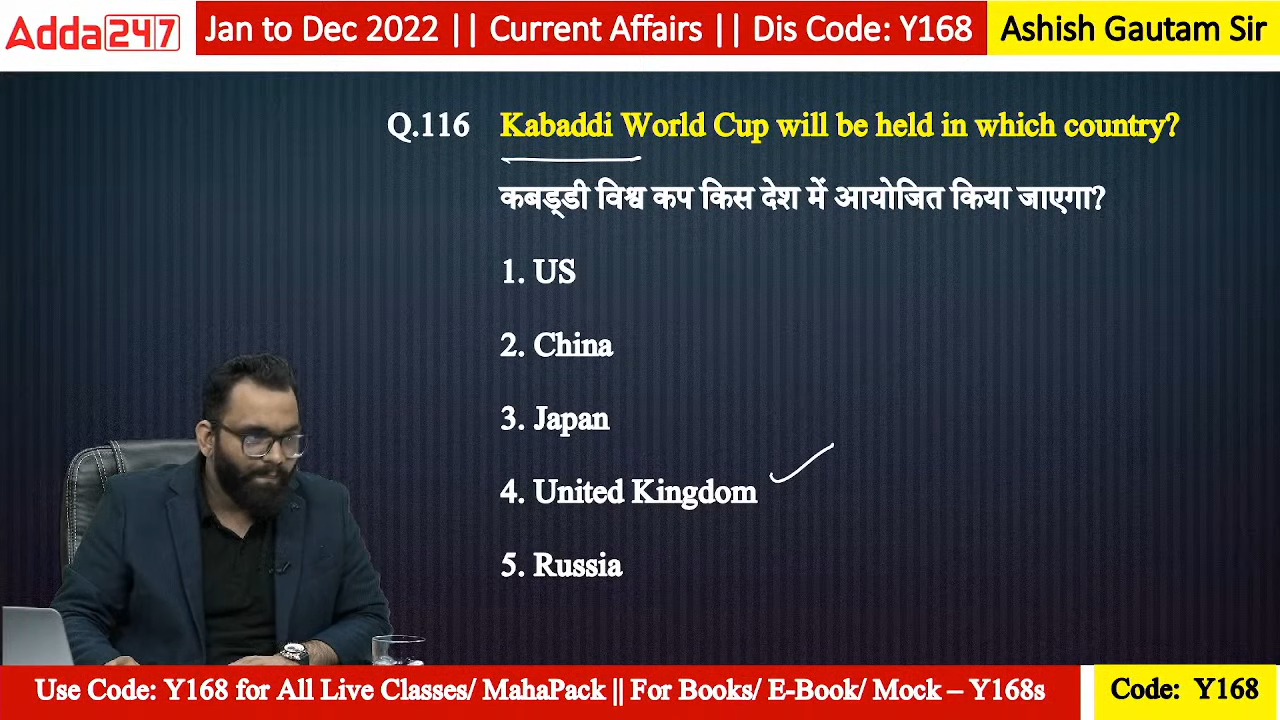 Adda247
Jan to Dec 2022 || Current Affairs || Dis Code: Y168
Ashish Gautam Sir
Q.116 Kabaddi World Cup will be held in which country?
कबड्डी विश्व कप किस देश में आयोजित किया जाएगा?
1. US
2. China
3. Japan
4. United Kingdom
5. Russia
Use Code: Y168 for All Live Classes/ MahaPack || For Books/ E-Book/ Mock – Y168s
Code: Y168